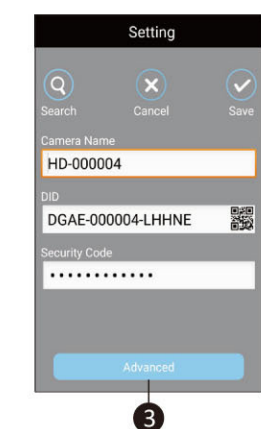 Setting
Search Cancel Save
Camera Name
HD-000004
DID
DGAE-000004-LHHNE
Security Code
••••••••••••
Advanced
3